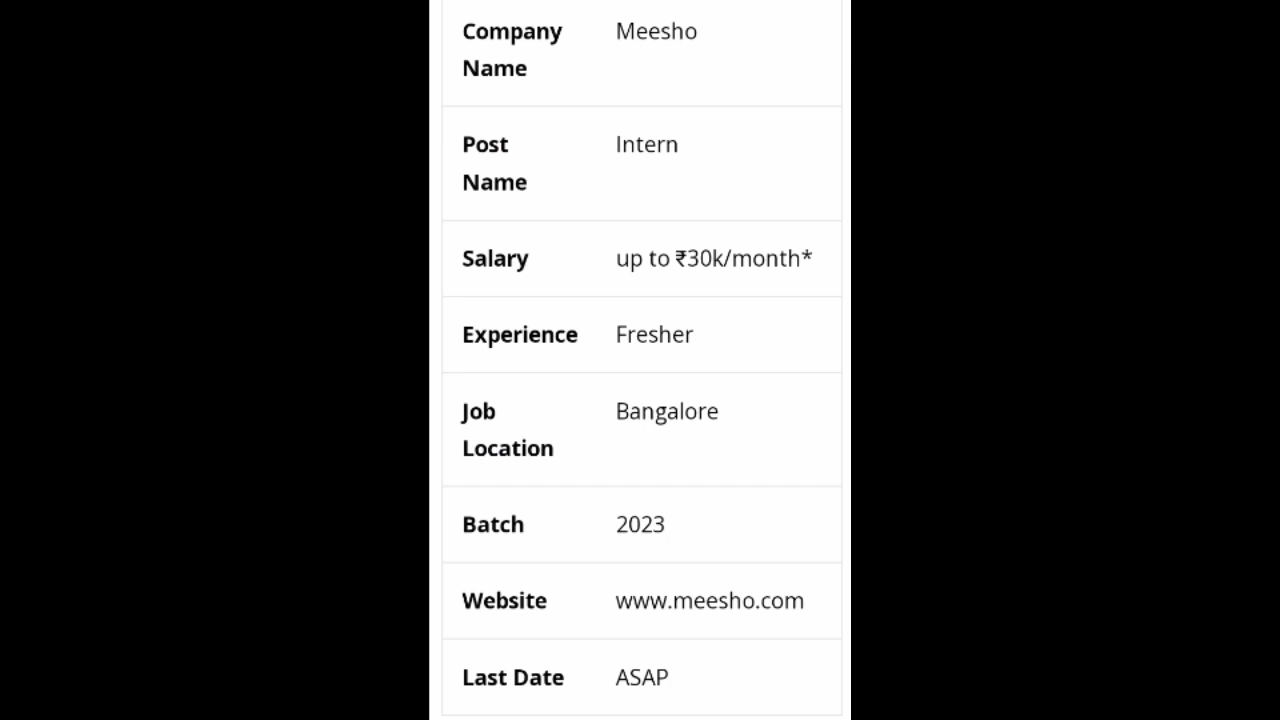 Company Meesho
Name
Post Intern
Name
Salary up to ₹30k/month*
Experience Fresher
Job Bangalore
Location
Batch 2023
Website www.meesho.com
Last Date ASAP